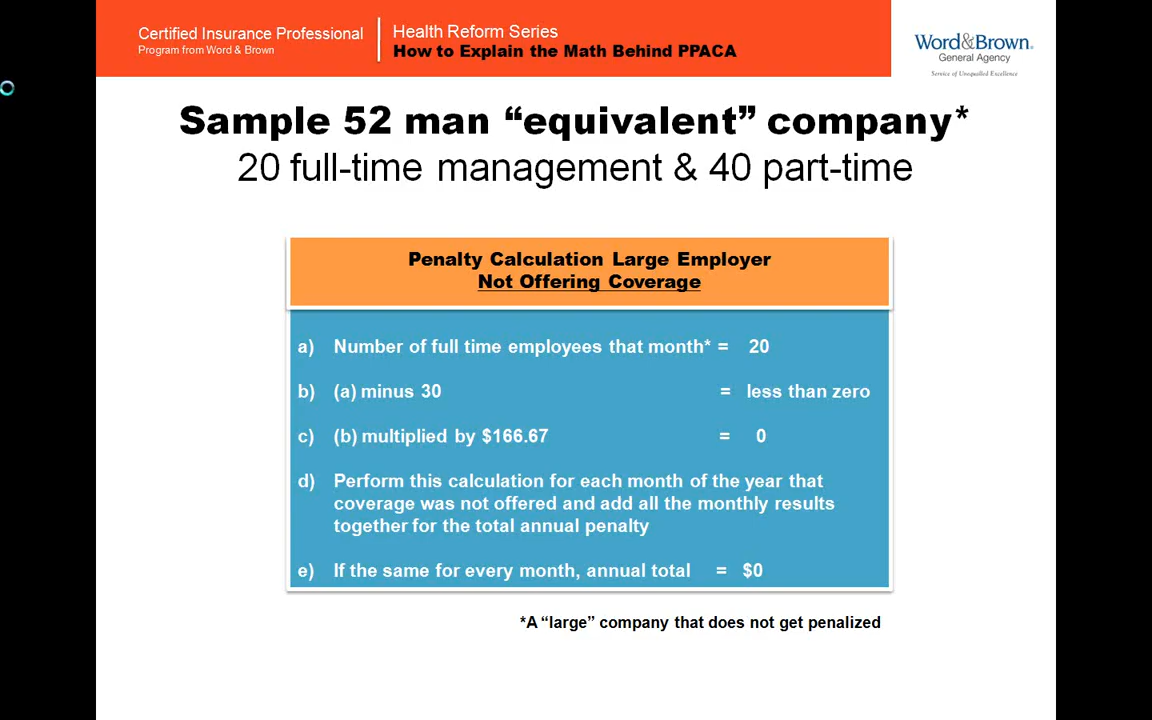 Certified Insurance Professional
Program from Word & Brown
Health Reform Series
How to Explain the Math Behind PPACA
Word&Brown.
General Agency
Service of Unequalled Excellence
Sample 52 man “equivalent” company*
20 full-time management & 40 part-time
Penalty Calculation Large Employer
Not Offering Coverage
a) Number of full time employees that month* = 20
b) (a) minus 30 = less than zero
c) (b) multiplied by $166.67 = 0
d) Perform this calculation for each month of the year that
coverage was not offered and add all the monthly results
together for the total annual penalty
e) If the same for every month, annual total = $0
*A “large” company that does not get penalized